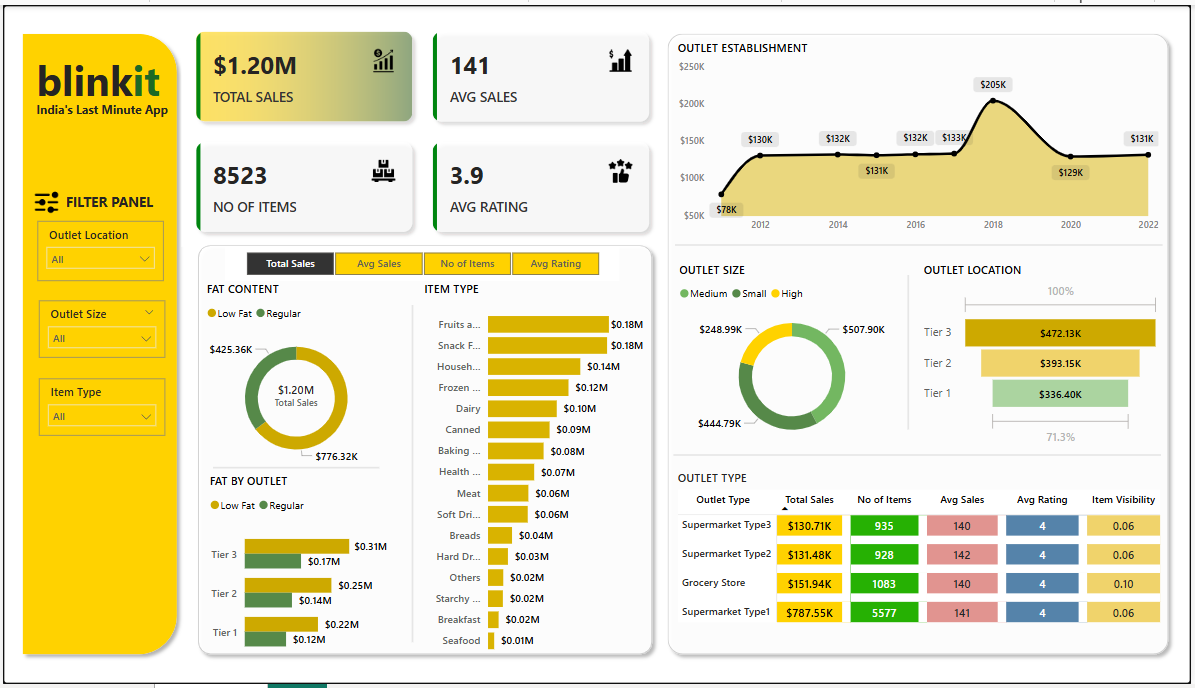 blinkit
India's Last Minute App
FILTER PANEL
Outlet Location
All
Outlet Size
All
Item Type
All
$1.20M
TOTAL SALES
141
AVG SALES
8523
NO OF ITEMS
3.9
AVG RATING
Total Sales
Avg Sales
No of Items
Avg Rating
FAT CONTENT
Low Fat Regular
$425.36K
$1.20M
Total Sales
$776.32K
FAT BY OUTLET
Low Fat Regular
Tier 3 $0.31M
$0.17M
Tier 2 $0.25M
$0.14M
Tier 1 $0.22M
$0.12M
ITEM TYPE
Fruits a... $0.18M
Snack F... $0.18M
Househ... $0.14M
Frozen ... $0.12M
Dairy $0.10M
Canned $0.09M
Baking ... $0.08M
Health ... $0.07M
Meat $0.06M
Soft Dri... $0.06M
Breads $0.04M
Hard Dr... $0.03M
Others $0.02M
Starchy ... $0.02M
Breakfast $0.02M
Seafood $0.01M
OUTLET ESTABLISHMENT
$250K
$200K
$150K
$100K
$50K
$78K
$130K
$132K
$131K
$132K
$133K
$205K
$129K
$131K
2012 2014 2016 2018 2020 2022
OUTLET SIZE
Medium Small High
$248.99K
$507.90K
$444.79K
OUTLET LOCATION
100%
Tier 3 $472.13K
Tier 2 $393.15K
Tier 1 $336.40K
71.3%
OUTLET TYPE
Outlet Type Total Sales No of Items Avg Sales Avg Rating Item Visibility
Supermarket Type3 $130.71K 935 140 4 0.06
Supermarket Type2 $131.48K 928 142 4 0.06
Grocery Store $151.94K 1083 140 4 0.10
Supermarket Type1 $787.55K 5577 141 4 0.06